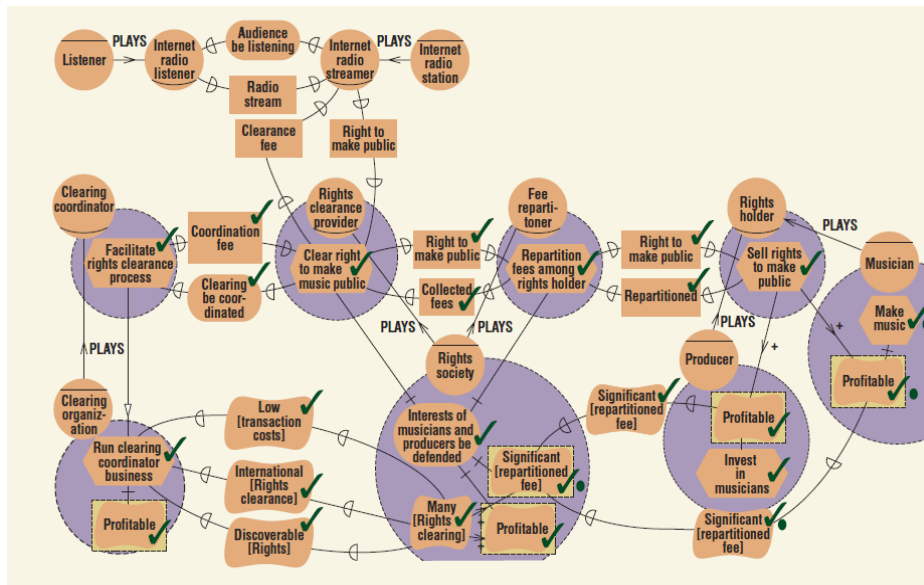 PLAYS
Audience
be listening
PLAYS
Listener
Internet
radio
listener
Internet
radio
streamer
Internet
radio
station
Radio
stream
Clearance
fee
Right to
make public
Clearing
coordinator
Rights
clearance
provider
Fee
reparti-
toner
Rights
holder
PLAYS
Musician
Facilitate
rights clearance
process
Coordination
fee
Clear right to
make
music public
Right to
make public
Repartition
fees among
rights holder
Right to
make public
Sell rights
to make
public
Clearing
be coor-
dinated
Collected
fees
Repartitioned
Make
music
PLAYS
PLAYS
PLAYS
PLAYS
+
+
Rights
society
Producer
Profitable
Clearing
organiz-
ation
Low
[transaction
costs]
Significant
[repartitioned
fee]
Profitable
Interests of
musicians and
producers be
defended
Run clearing
coordinator
business
International
[Rights
clearance]
Significant
[repartitioned
fee]
Invest
in
musicians
Profitable
Discoverable
[Rights]
Many
[Rights
clearing]
+
+
Profitable
Significant
[repartitioned
fee]